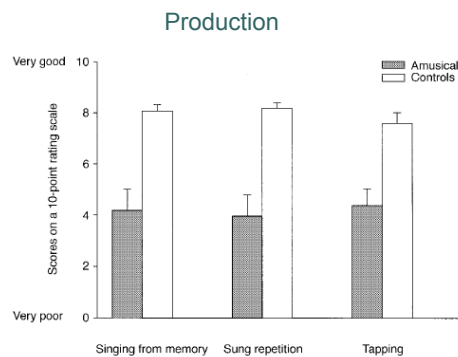 Production
Very good
10
8
6
4
2
0
Very poor
Scores on a 10-point rating scale
Amusical
Controls
Singing from memory
Sung repetition
Tapping